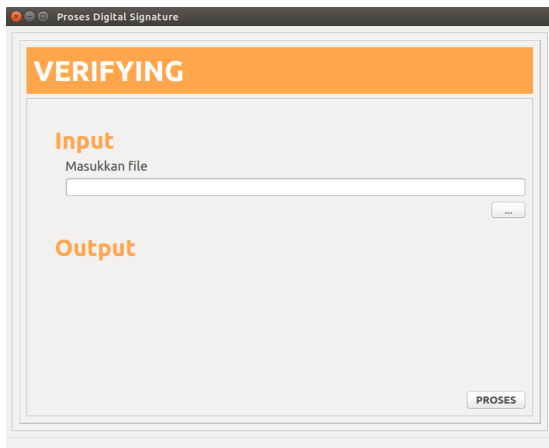 Proses Digital Signature
VERIFYING
Input
Masukkan file
...
Output
PROSES